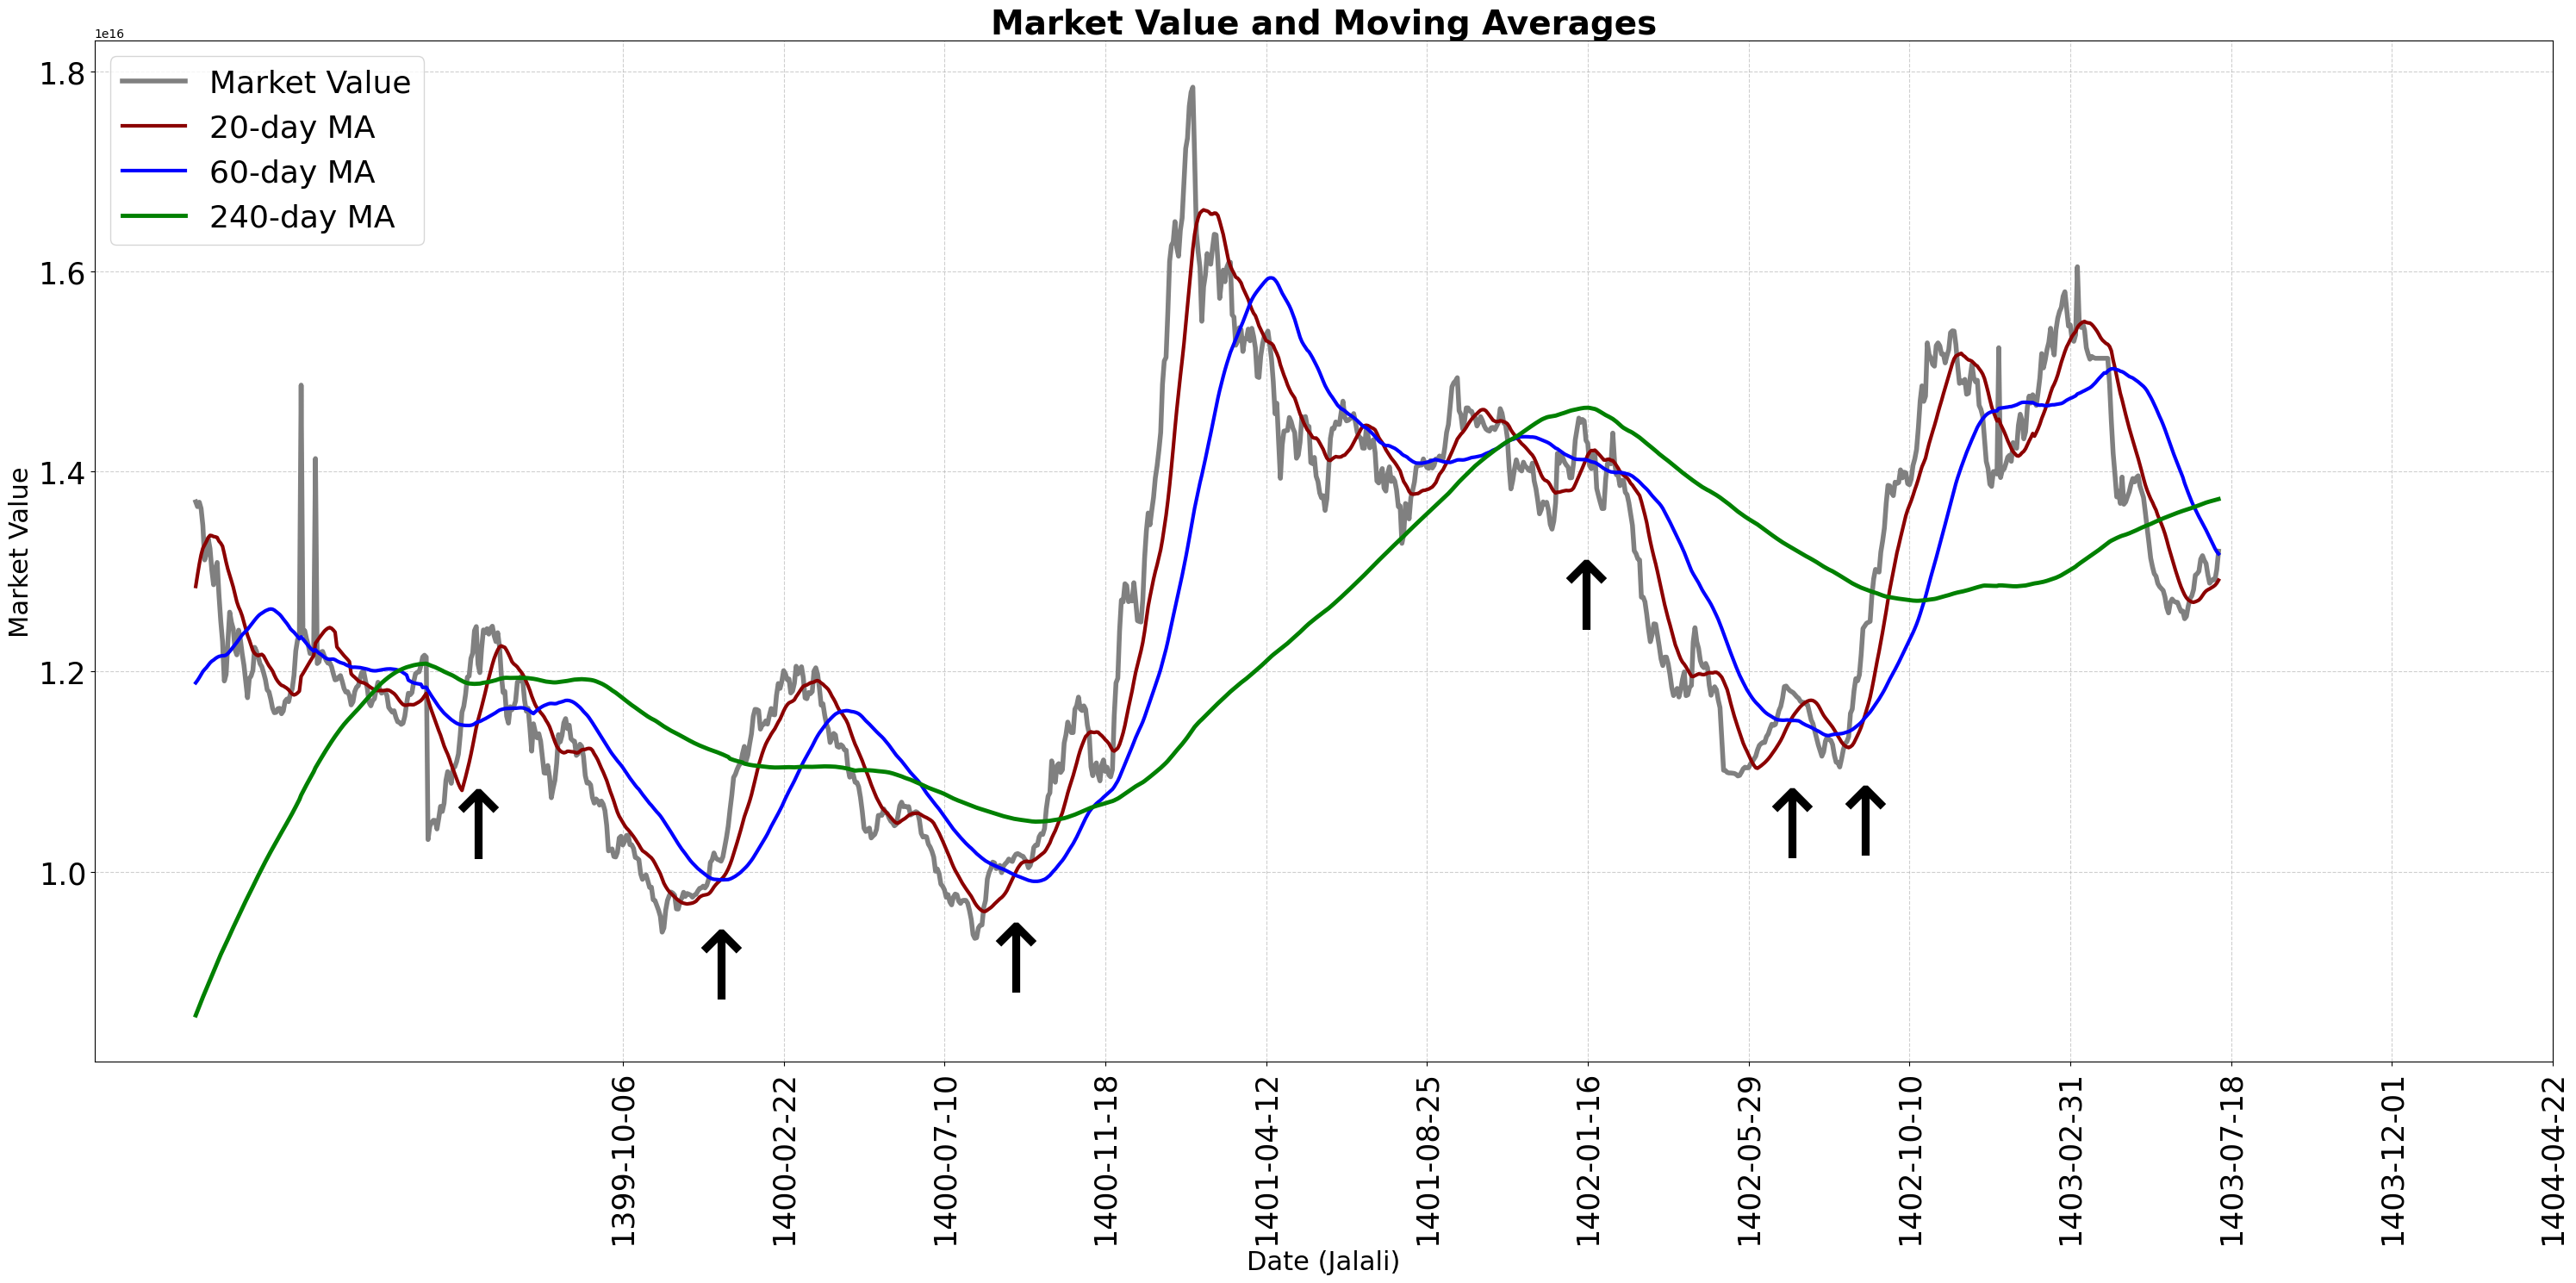 Market Value and Moving Averages
1e16
Market Value
20-day MA
60-day MA
240-day MA
1.8
1.6
1.4
1.2
1.0
Market Value
1399-10-06
1400-02-22
1400-07-10
1400-11-18
1401-04-12
1401-08-25
1402-01-16
1402-05-29
1402-10-10
1403-02-31
1403-07-18
1403-12-01
1404-04-22
Date (Jalali)